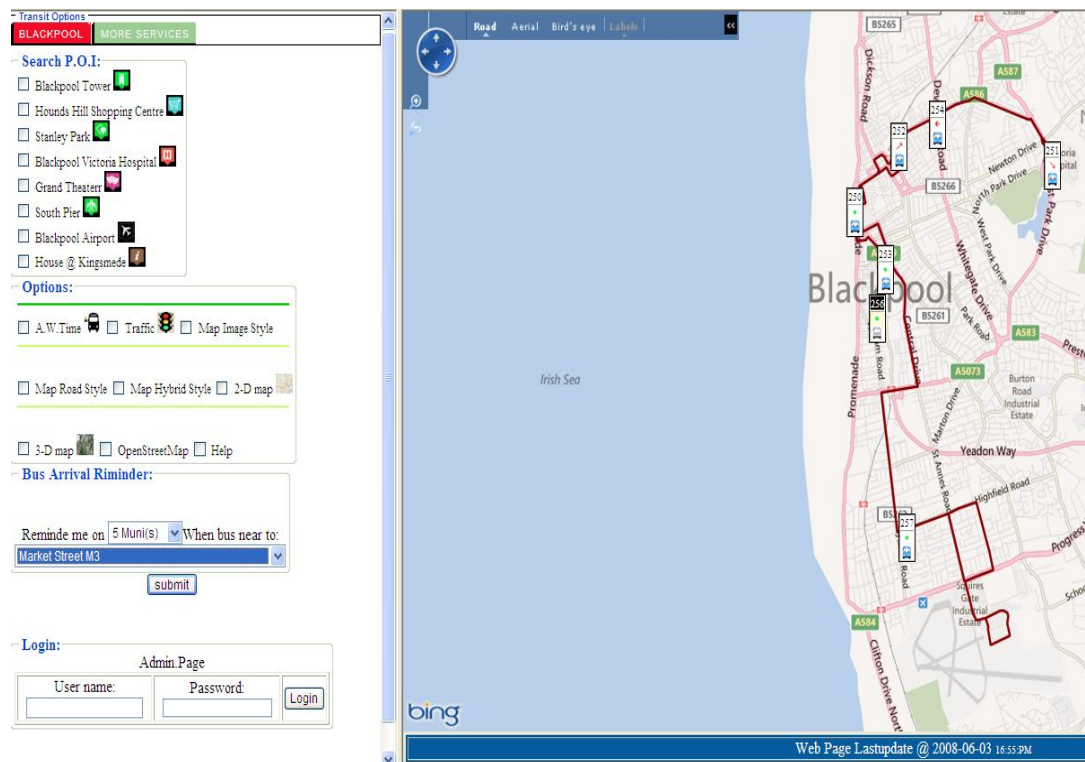 Transit Options
BLACKPOOL MORE SERVICES
Search P.O.I:
Blackpool Tower
Hounds Hill Shopping Centre
Stanley Park
Blackpool Victoria Hospital
Grand Theaterr
South Pier
Blackpool Airport
House @ Kingsmede
Options:
A.W.Time Traffic Map Image Style
Map Road Style Map Hybrid Style 2-D map
3-D map OpenStreetMap Help
Bus Arrival Riminder:
Reminde me on 5 Muni(s) When bus near to:
Market Street M3
submit
Login:
Admin.Page
User name: Password:
Login
Road Aerial Bird's eye Labels
B5265
A587
Dickson Road
A586
254
252
251
Newton Drive
North Park Drive
B5266
250
West Park Drive
253
Whitegate Drive
Blackpool
256
B5261
Park Road
A583
Central Drive
Promenade
A5073
Irish Sea
Burton
Road
Industrial
Estate
Marton Drive
St Annes Road
Yeadon Way
Highfield Road
257
Road
Progress
Squires
Gate
Industrial
Estate
A584
Clifton Drive North
bing
Web Page Lastupdate @ 2008-06-03 16:55:PM